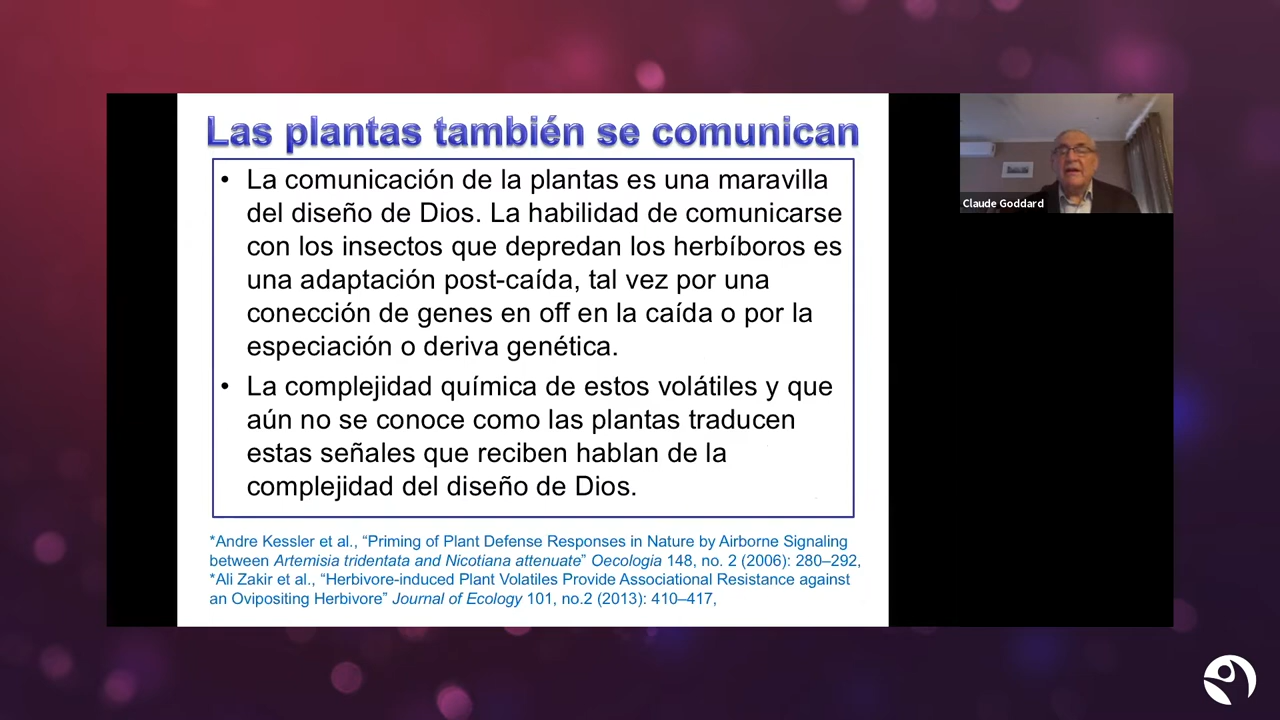 Las plantas también se comunican
• La comunicación de la plantas es una maravilla
del diseño de Dios. La habilidad de comunicarse
con los insectos que depredan los herbíboros es
una adaptación post-caída, tal vez por una
conección de genes en off en la caída o por la
especiación o deriva genética.
• La complejidad química de estos volátiles y que
aún no se conoce como las plantas traducen
estas señales que reciben hablan de la
complejidad del diseño de Dios.
*Andre Kessler et al., “Priming of Plant Defense Responses in Nature by Airborne Signaling
between Artemisia tridentata and Nicotiana attenuate” Oecologia 148, no. 2 (2006): 280–292,
*Ali Zakir et al., “Herbivore-induced Plant Volatiles Provide Associational Resistance against
an Ovipositing Herbivore” Journal of Ecology 101, no.2 (2013): 410–417,
Claude Goddard